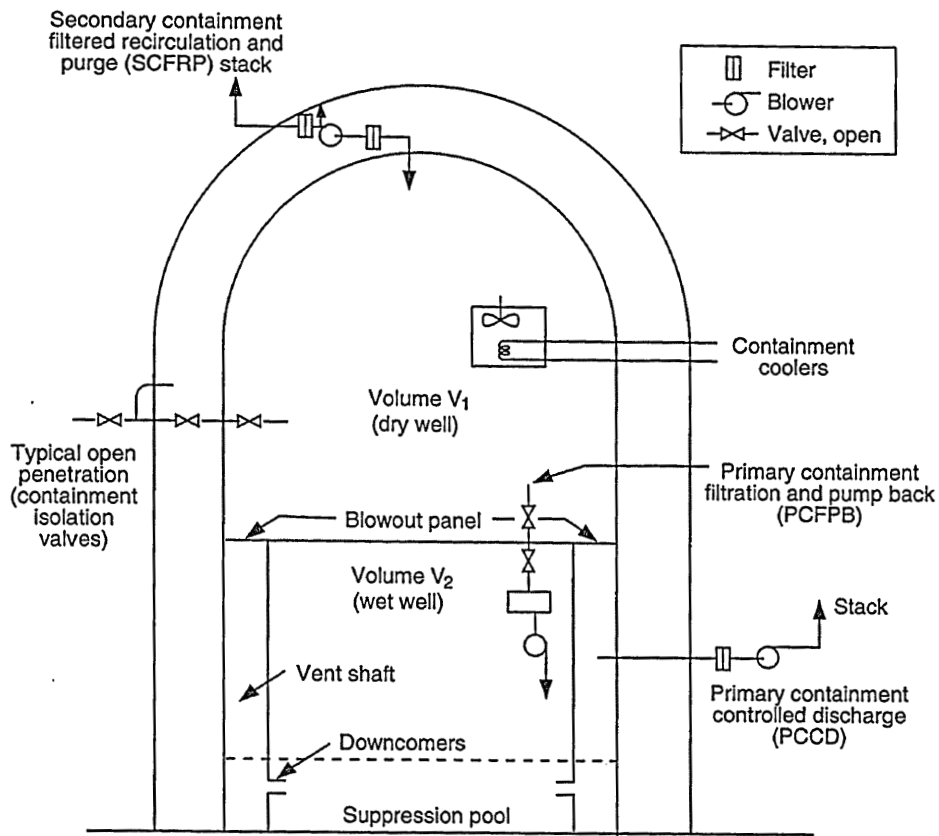 Secondary containment
filtered recirculation and
purge (SCFRP) stack
Filter
Blower
Valve, open
Containment
coolers
Volume V1
(dry well)
Typical open
penetration
(containment
isolation
valves)
Primary containment
filtration and pump back
(PCFPB)
Blowout panel
Volume V2
(wet well)
Stack
Vent shaft
Primary containment
controlled discharge
(PCCD)
Downcomers
Suppression pool